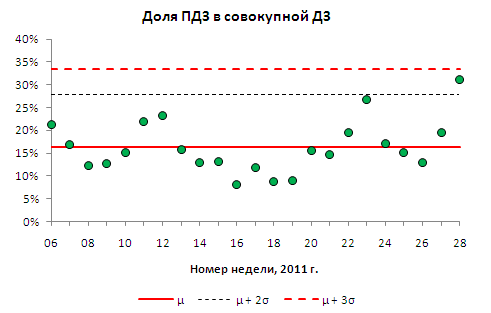 Доля ПДЗ в совокупной ДЗ
40%
35%
30%
25%
20%
15%
10%
5%
0%
06 08 10 12 14 16 18 20 22 24 26 28
Номер недели, 2011 г.
μ μ + 2σ μ + 3σ